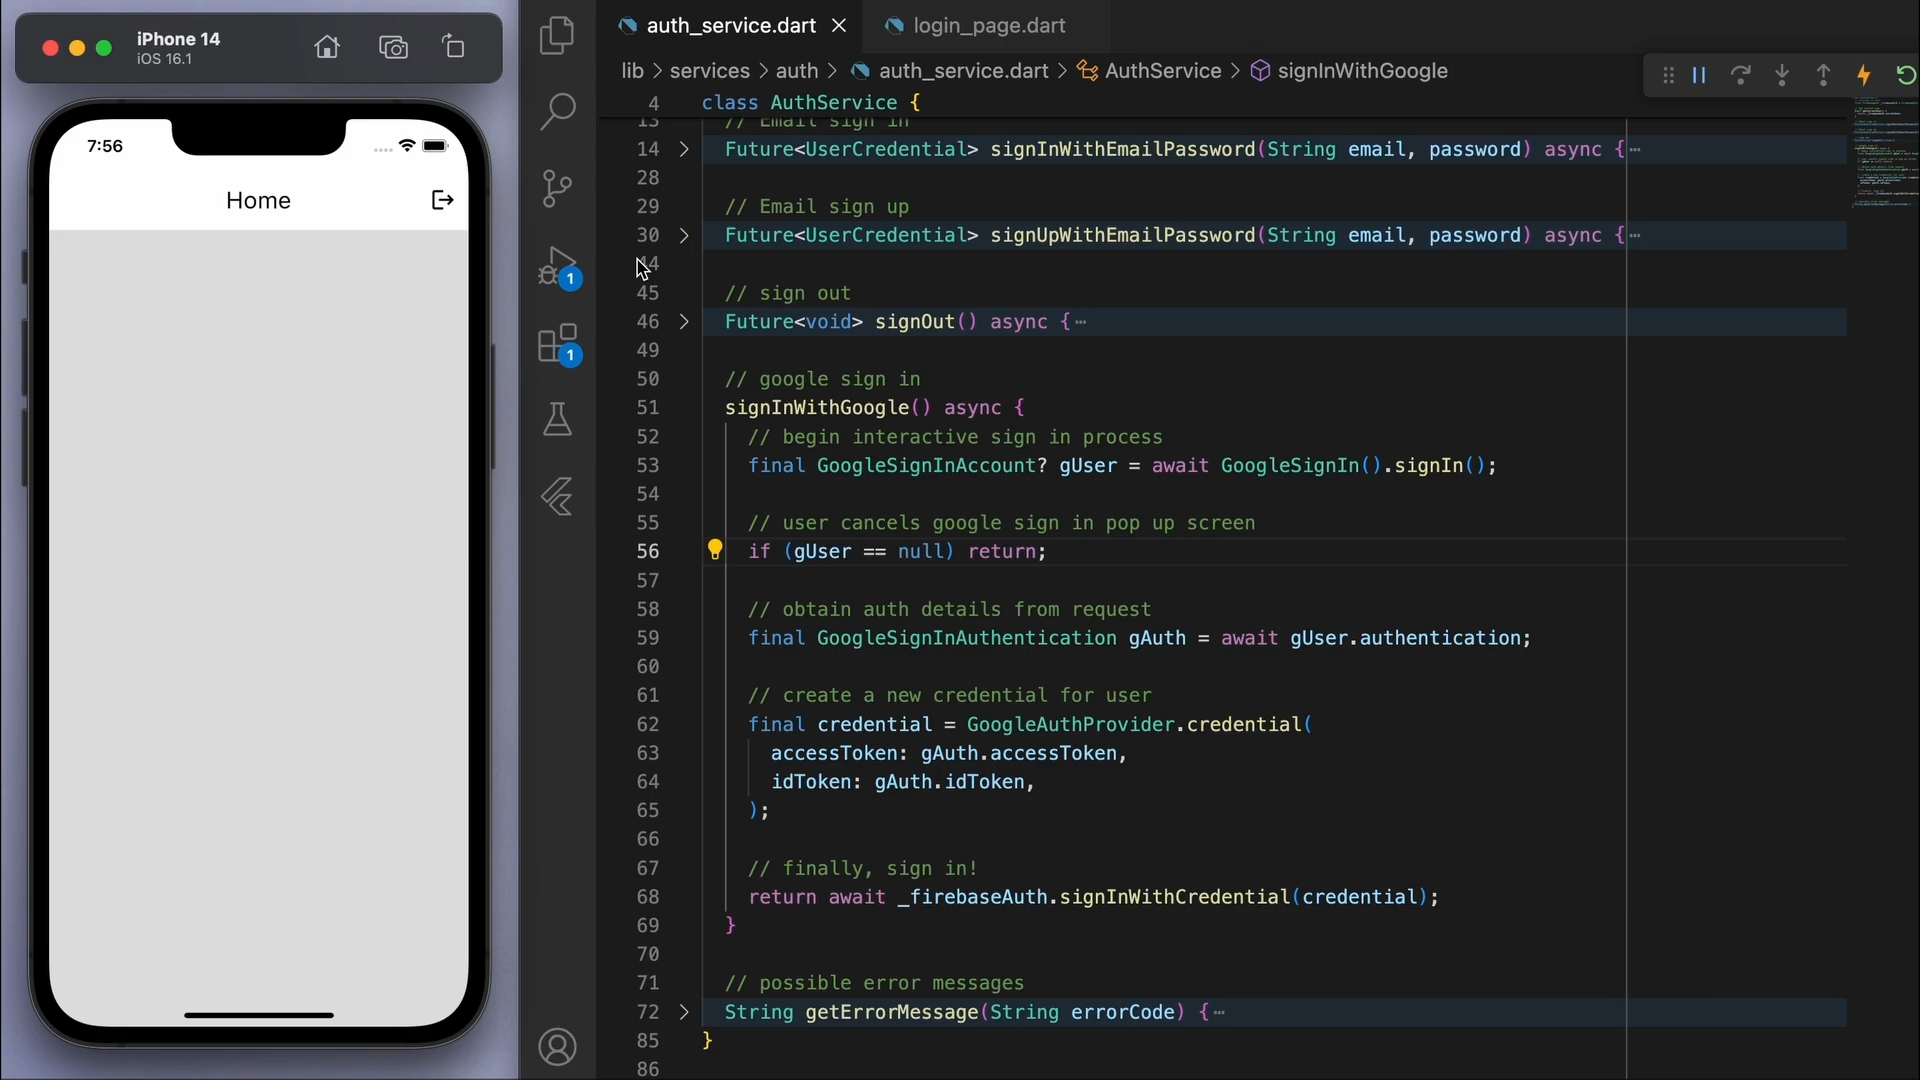 iPhone 14
iOS 16.1
7:56
Home
1
1
auth_service.dart
login_page.dart
lib > services > auth > auth_service.dart > AuthService > signInWithGoogle
4 class AuthService {
13 // Email sign in
14 Future<UserCredential> signInWithEmailPassword(String email, password) async {⋯
28
29 // Email sign up
30 Future<UserCredential> signUpWithEmailPassword(String email, password) async {⋯
44
45 // sign out
46 Future<void> signOut() async {⋯
49
50 // google sign in
51 signInWithGoogle() async {
52 // begin interactive sign in process
53 final GoogleSignInAccount? gUser = await GoogleSignIn().signIn();
54
55 // user cancels google sign in pop up screen
56 if (gUser == null) return;
57
58 // obtain auth details from request
59 final GoogleSignInAuthentication gAuth = await gUser.authentication;
60
61 // create a new credential for user
62 final credential = GoogleAuthProvider.credential(
63 accessToken: gAuth.accessToken,
64 idToken: gAuth.idToken,
65 );
66
67 // finally, sign in!
68 return await _firebaseAuth.signInWithCredential(credential);
69 }
70
71 // possible error messages
72 String getErrorMessage(String errorCode) {⋯
85 }
86